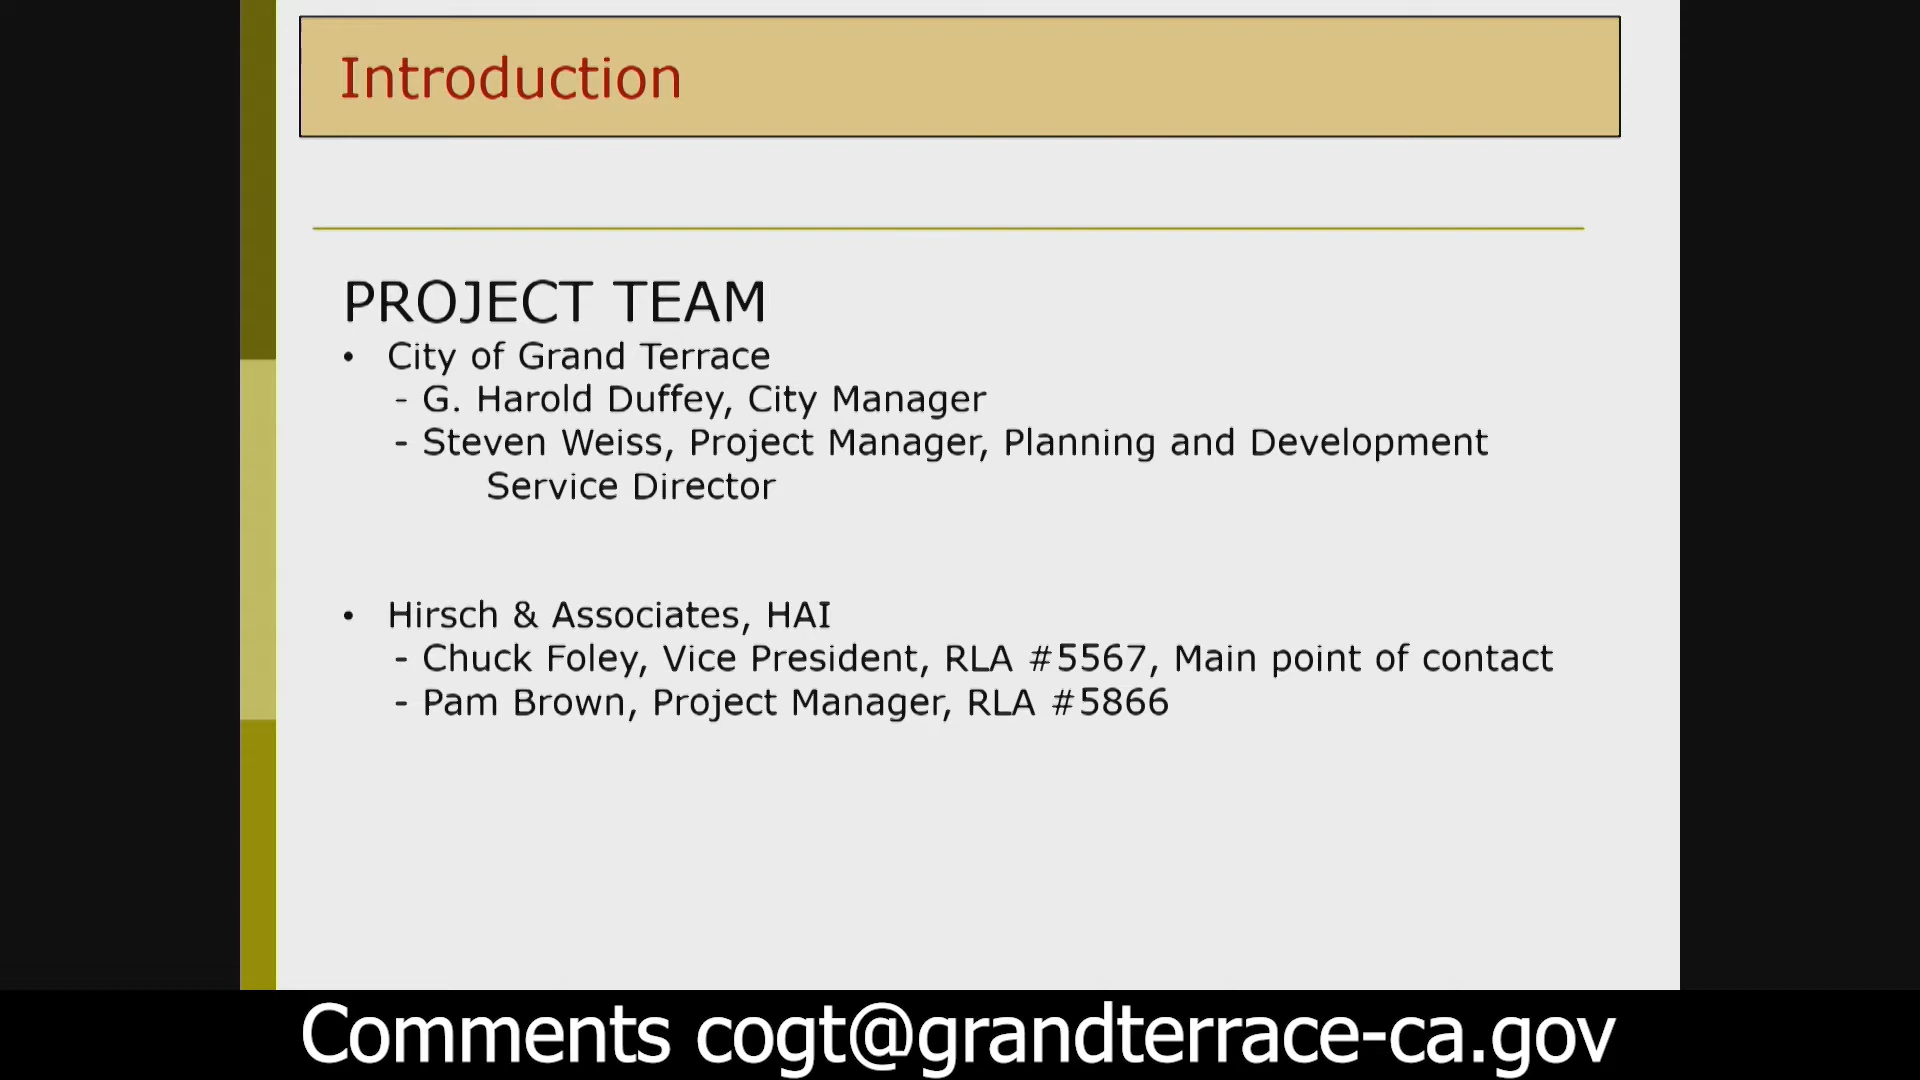 Introduction
PROJECT TEAM
• City of Grand Terrace
- G. Harold Duffey, City Manager
- Steven Weiss, Project Manager, Planning and Development
Service Director
• Hirsch & Associates, HAI
- Chuck Foley, Vice President, RLA #5567, Main point of contact
- Pam Brown, Project Manager, RLA #5866
Comments cogt@grandterrace-ca.gov